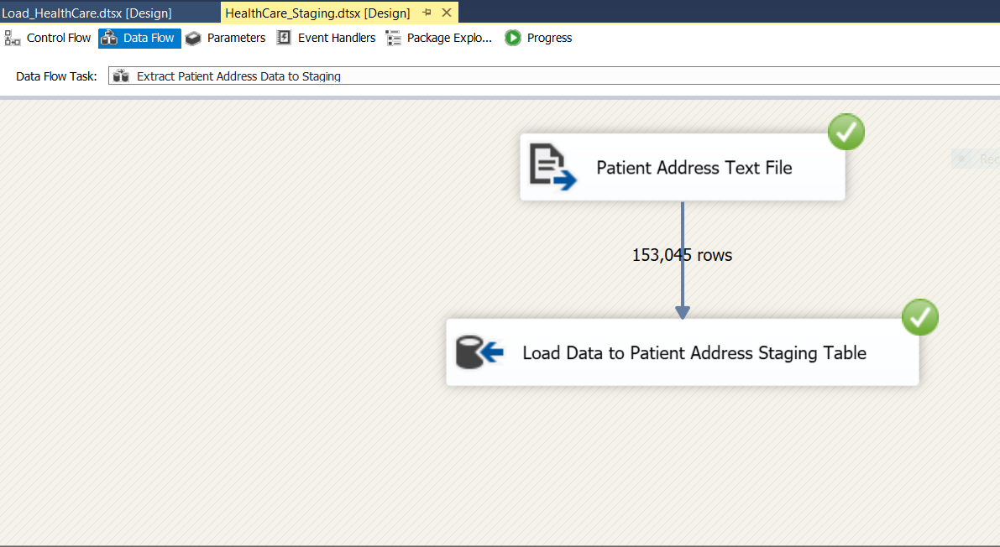 Load_HealthCare.dtsx [Design] HealthCare_Staging.dtsx [Design]
Control Flow Data Flow Parameters Event Handlers Package Explo... Progress
Data Flow Task: Extract Patient Address Data to Staging
Patient Address Text File
Rec
153,045 rows
Load Data to Patient Address Staging Table